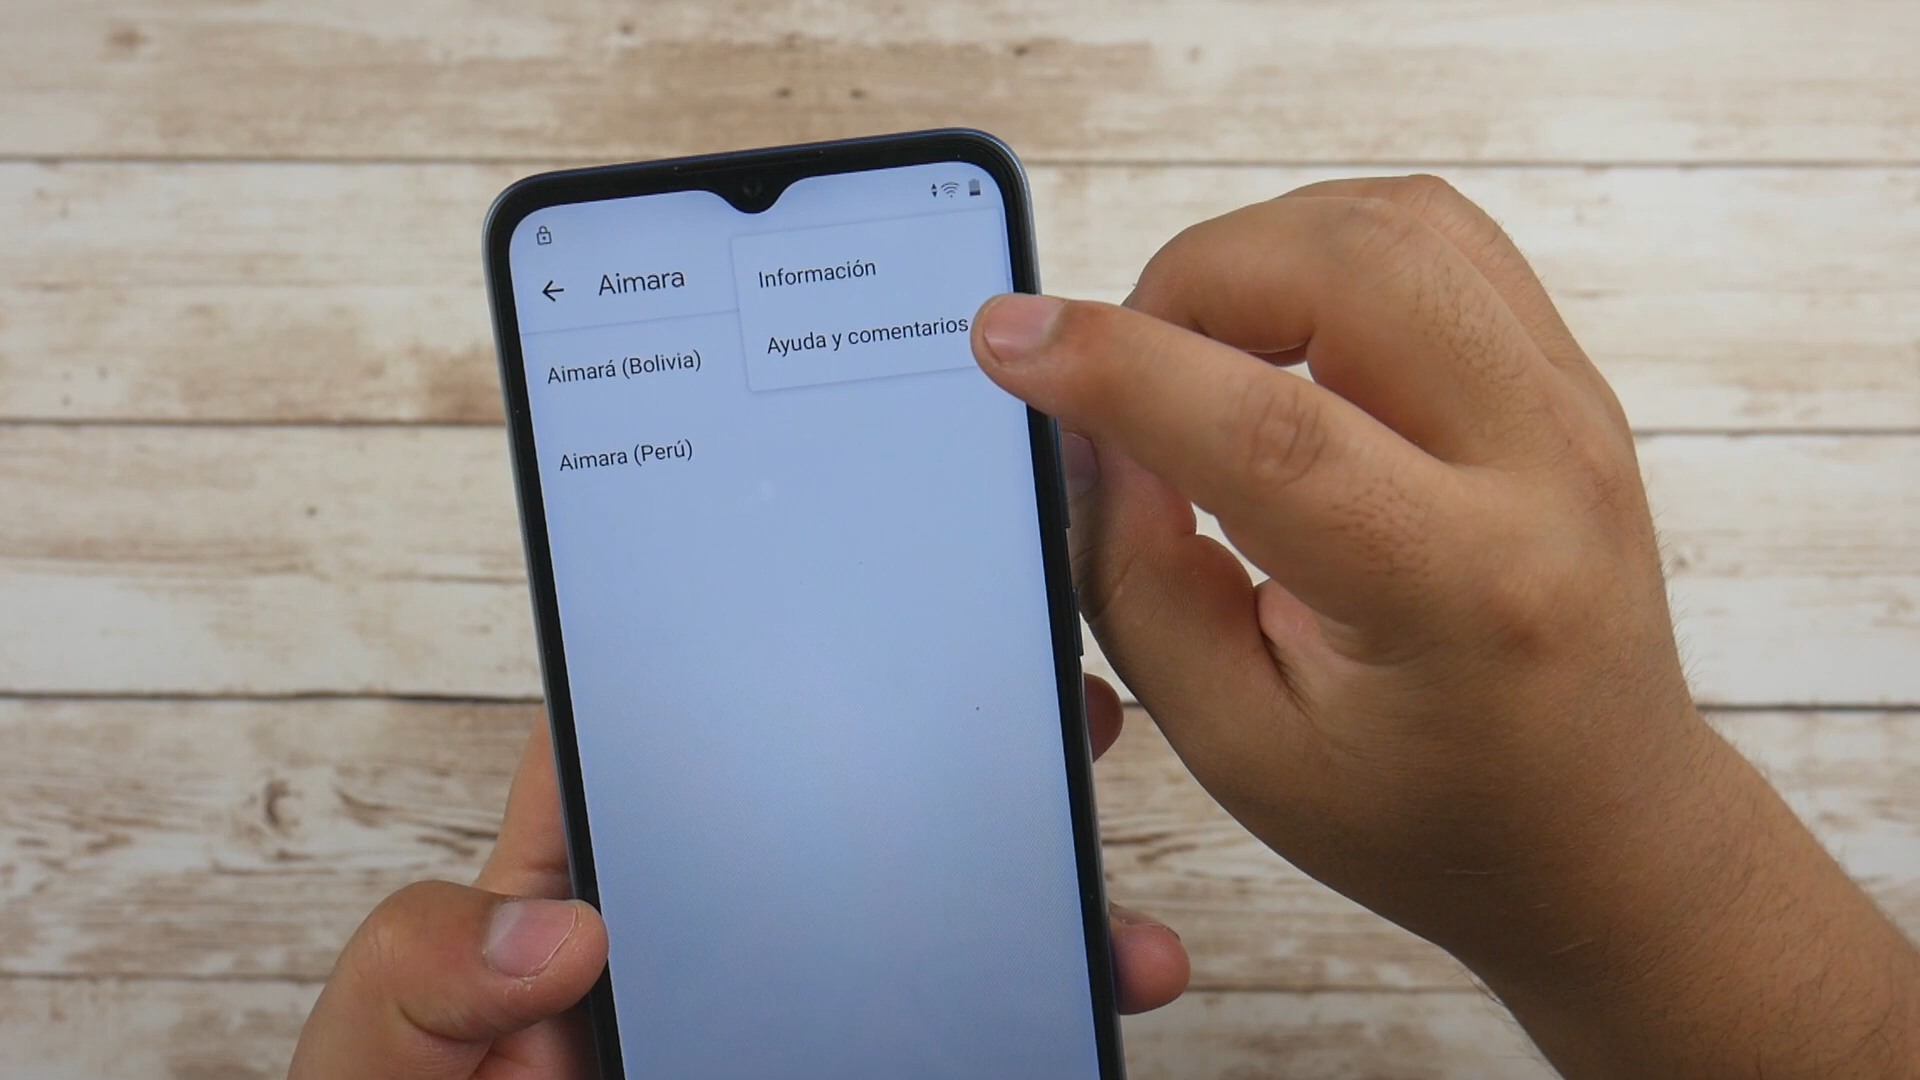 Aimara
Información
Ayuda y comentarios
Aimará (Bolivia)
Aimara (Perú)